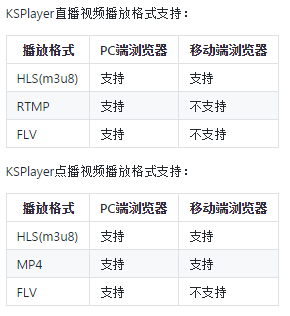 KSPlayer直播视频播放格式支持：
播放格式 PC端浏览器 移动端浏览器
HLS(m3u8) 支持 支持
RTMP 支持 不支持
FLV 支持 不支持
KSPlayer点播视频播放格式支持：
播放格式 PC端浏览器 移动端浏览器
HLS(m3u8) 支持 支持
MP4 支持 支持
FLV 支持 不支持